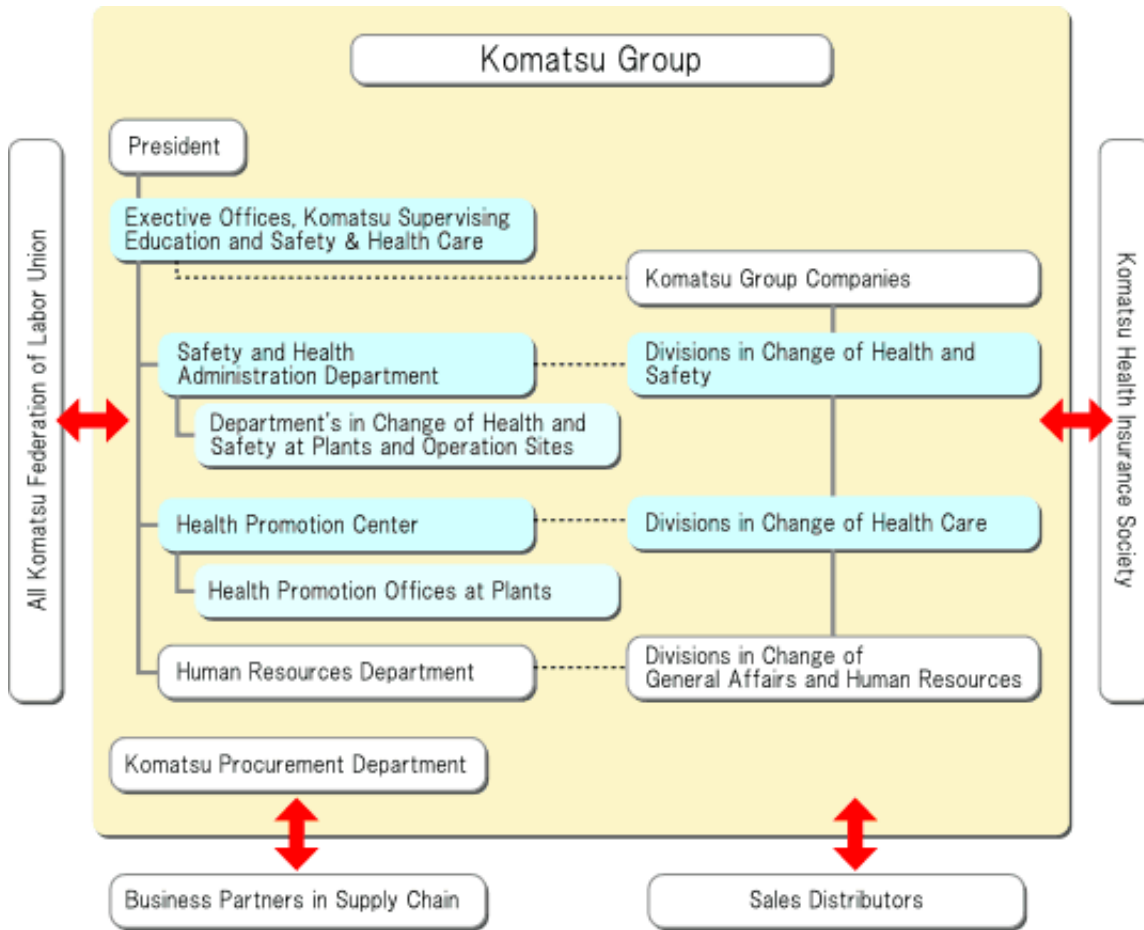 Komatsu Group
President
Exective Offices, Komatsu Supervising
Education and Safety & Health Care
Komatsu Group Companies
Safety and Health
Administration Department
Divisions in Change of Health and
Safety
Department's in Change of Health and
Safety at Plants and Operation Sites
Health Promotion Center
Divisions in Change of Health Care
Health Promotion Offices at Plants
Human Resources Department
Divisions in Change of
General Affairs and Human Resources
Komatsu Procurement Department
Business Partners in Supply Chain
Sales Distributors
All Komatsu Federation of Labor Union
Komatsu Health Insurance Society